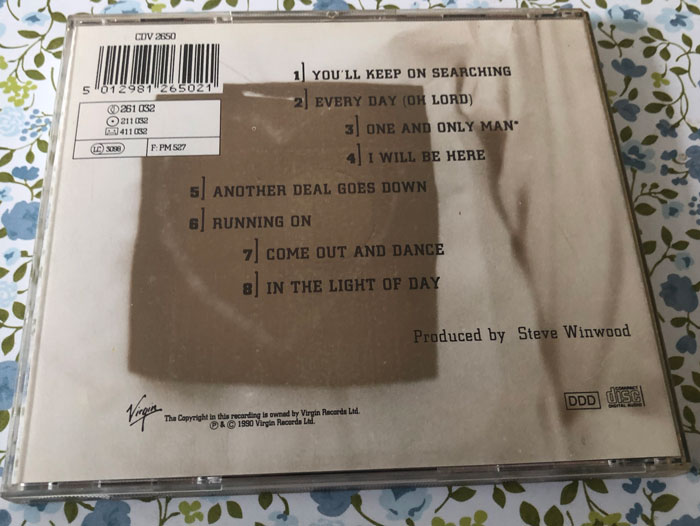 CDV 2650
5 012981 265021
261 032
211 032
411 032
LC 3098 F: PM 527
1] YOU'LL KEEP ON SEARCHING
2] EVERY DAY (OH LORD)
3] ONE AND ONLY MAN*
4] I WILL BE HERE
5] ANOTHER DEAL GOES DOWN
6] RUNNING ON
7] COME OUT AND DANCE
8] IN THE LIGHT OF DAY
Produced by Steve Winwood
Virgin
The Copyright in this recording is owned by Virgin Records Ltd.
℗ & © 1990 Virgin Records Ltd.
DDD
COMPACT
disc
DIGITAL AUDIO